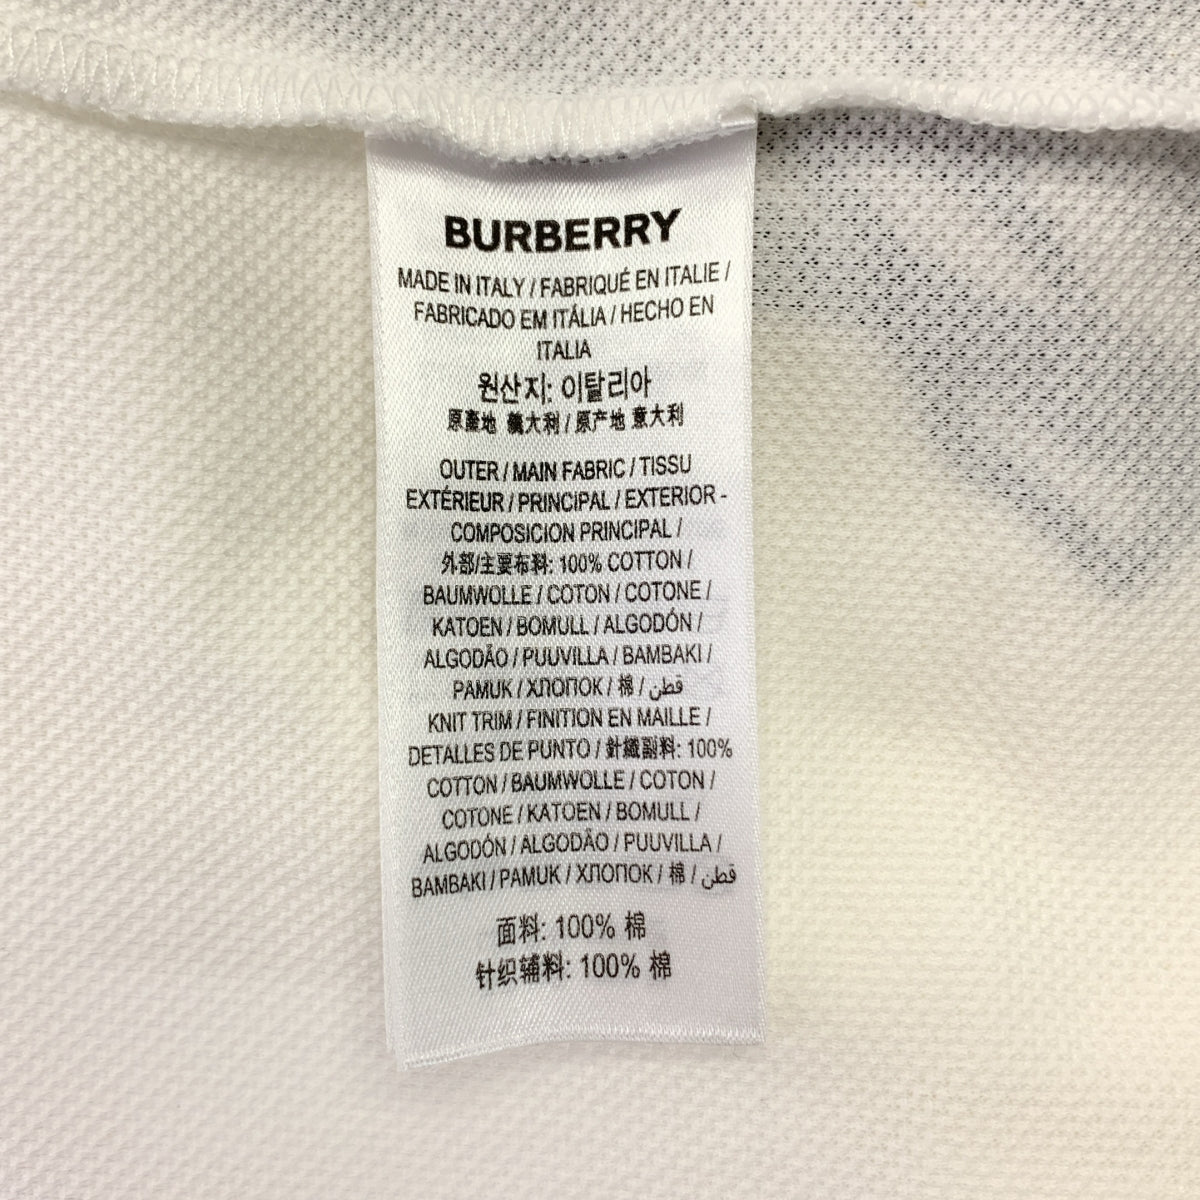 BURBERRY
MADE IN ITALY / FABRIQUÉ EN ITALIE /
FABRICADO EM ITÁLIA / HECHO EN
ITALIA
원산지: 이탈리아
原產地 義大利 / 原产地 意大利
OUTER / MAIN FABRIC / TISSU
EXTÉRIEUR / PRINCIPAL / EXTERIOR -
COMPOSICION PRINCIPAL /
外部/主要布料: 100% COTTON /
BAUMWOLLE / COTON / COTONE /
KATOEN / BOMULL / ALGODÓN /
ALGODÃO / PUUVILLA / BAMBAKI /
PAMUK / ХЛОПОК / 棉 / قطن
KNIT TRIM / FINITION EN MAILLE /
DETALLES DE PUNTO / 針織副料: 100%
COTTON / BAUMWOLLE / COTON /
COTONE / KATOEN / BOMULL /
ALGODÓN / ALGODÃO / PUUVILLA /
BAMBAKI / PAMUK / ХЛОПОК / 棉 / قطن
面料: 100% 棉
针织辅料: 100% 棉